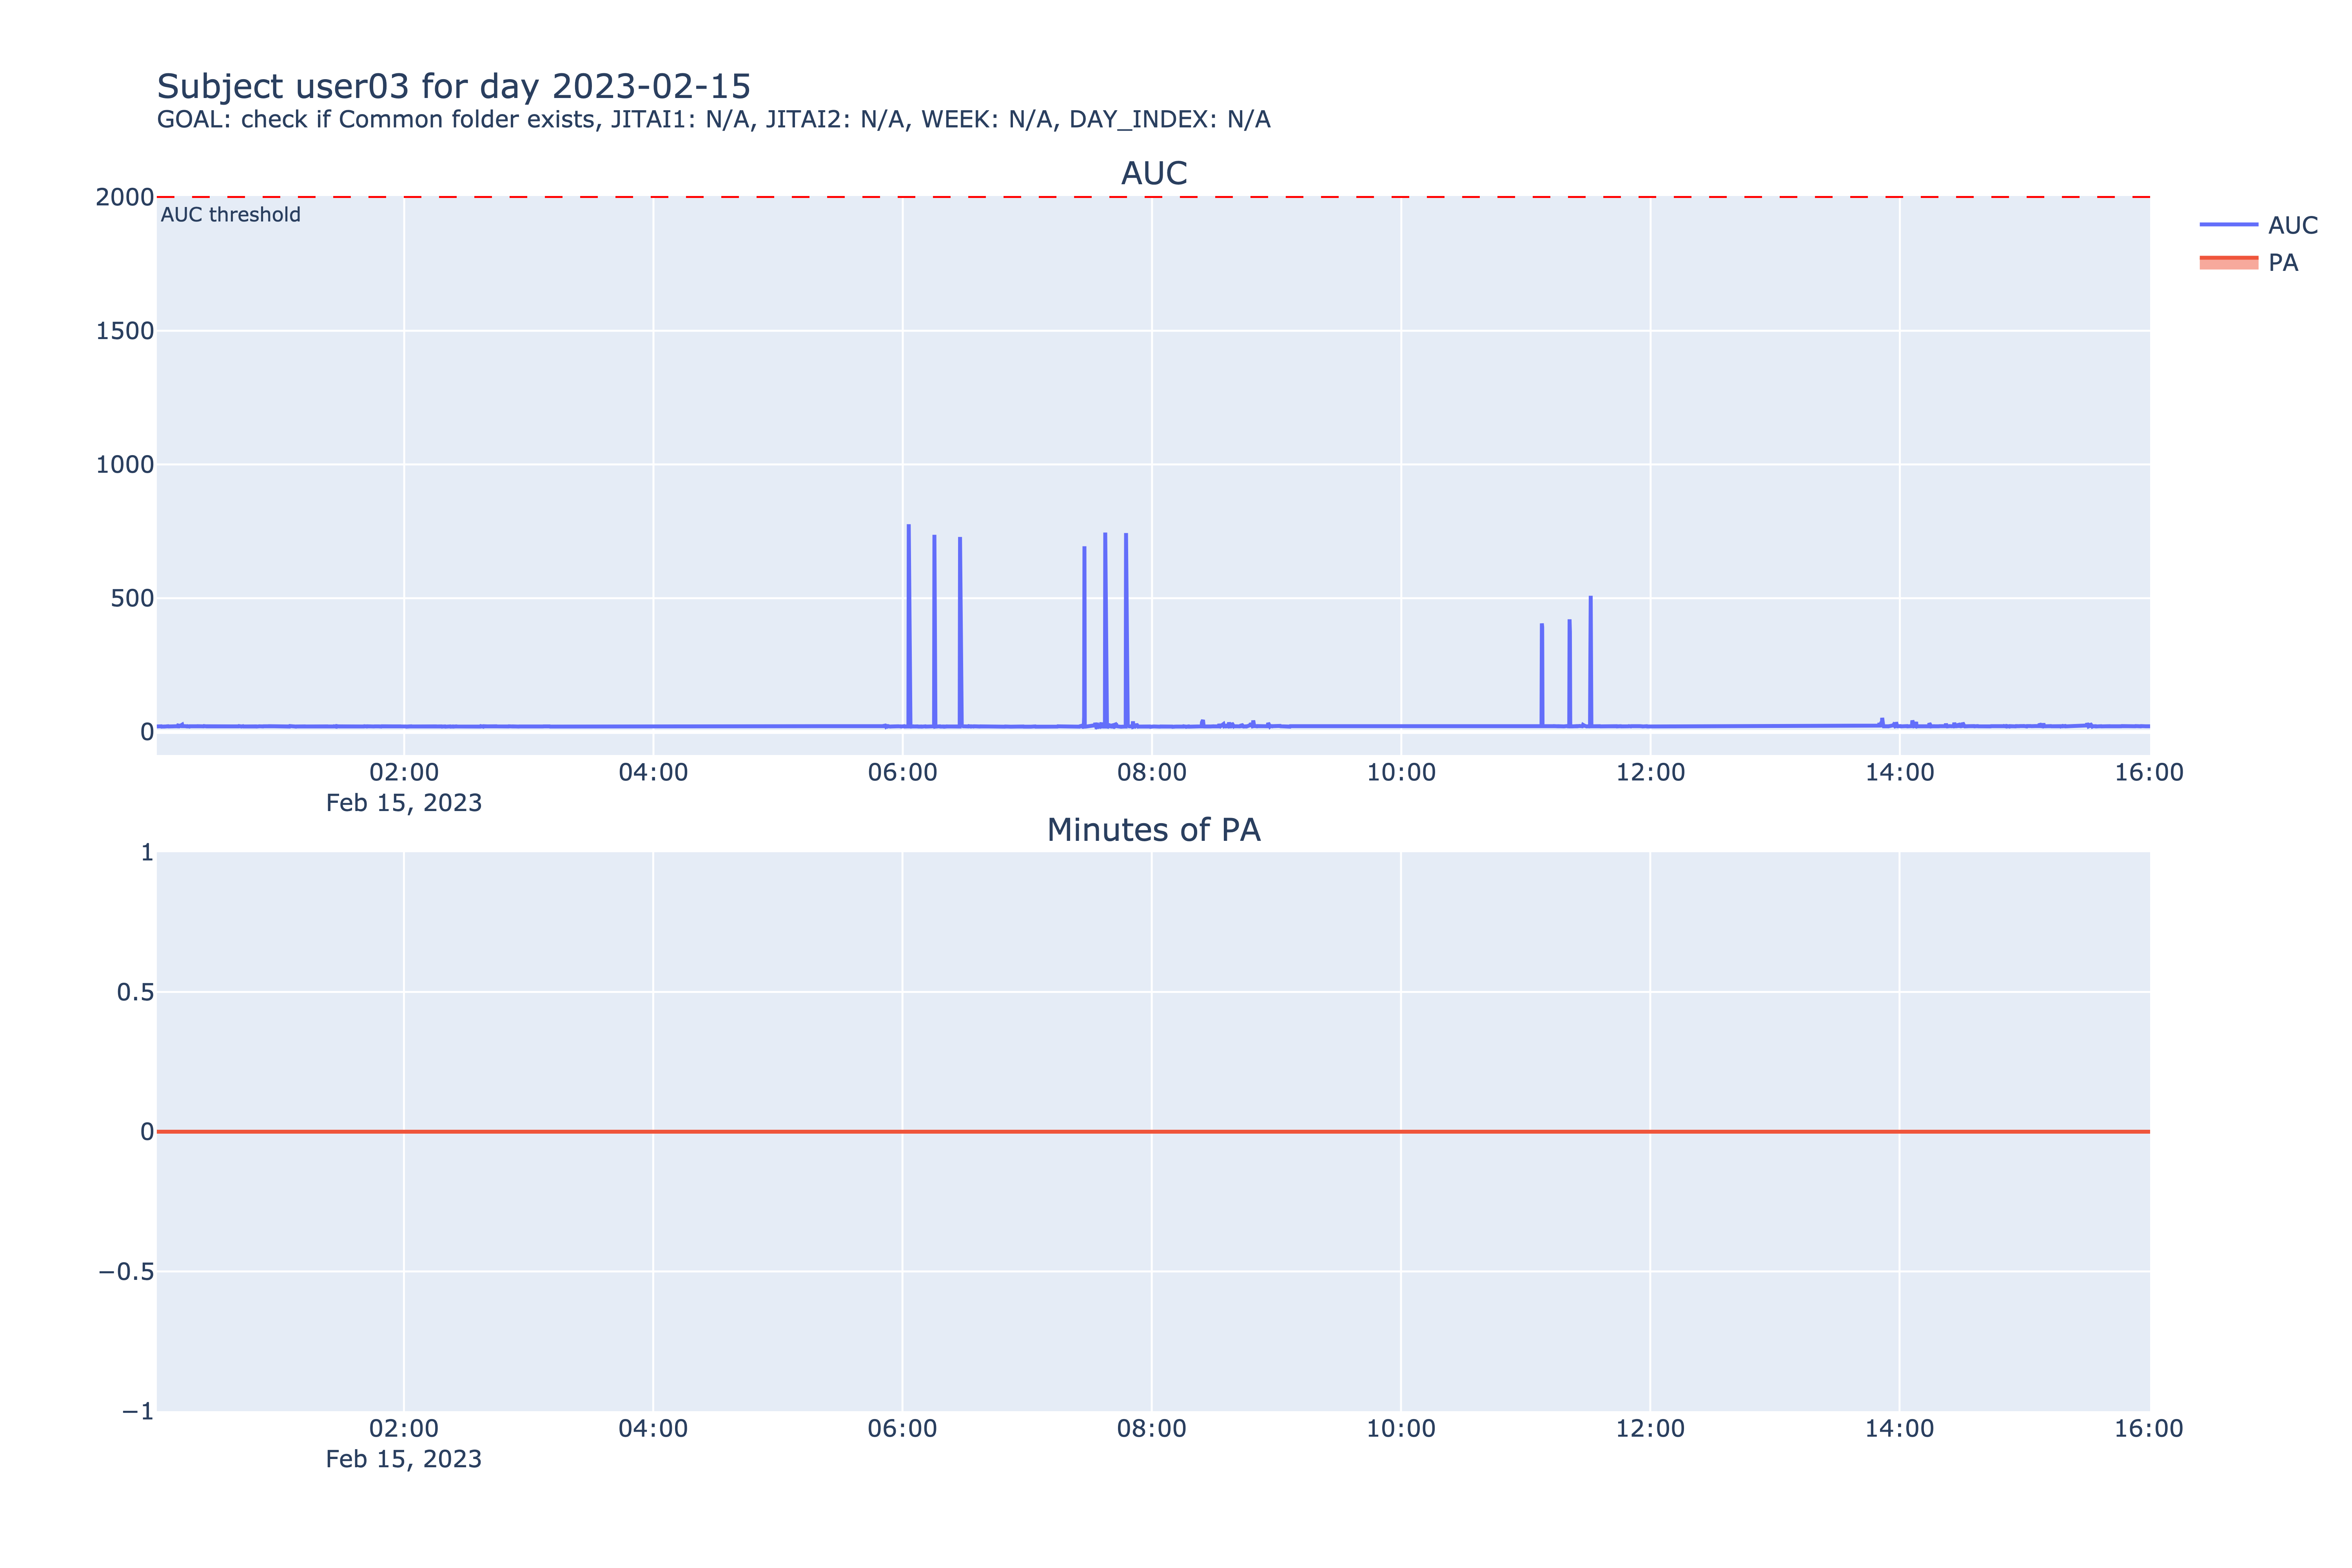 Subject user03 for day 2023-02-15
GOAL: check if Common folder exists, JITAI1: N/A, JITAI2: N/A, WEEK: N/A, DAY_INDEX: N/A
AUC
2000
AUC threshold
1500
1000
500
0
02:00 04:00 06:00 08:00 10:00 12:00 14:00 16:00
Feb 15, 2023
AUC
PA
Minutes of PA
1
0.5
0
−0.5
−1
02:00 04:00 06:00 08:00 10:00 12:00 14:00 16:00
Feb 15, 2023